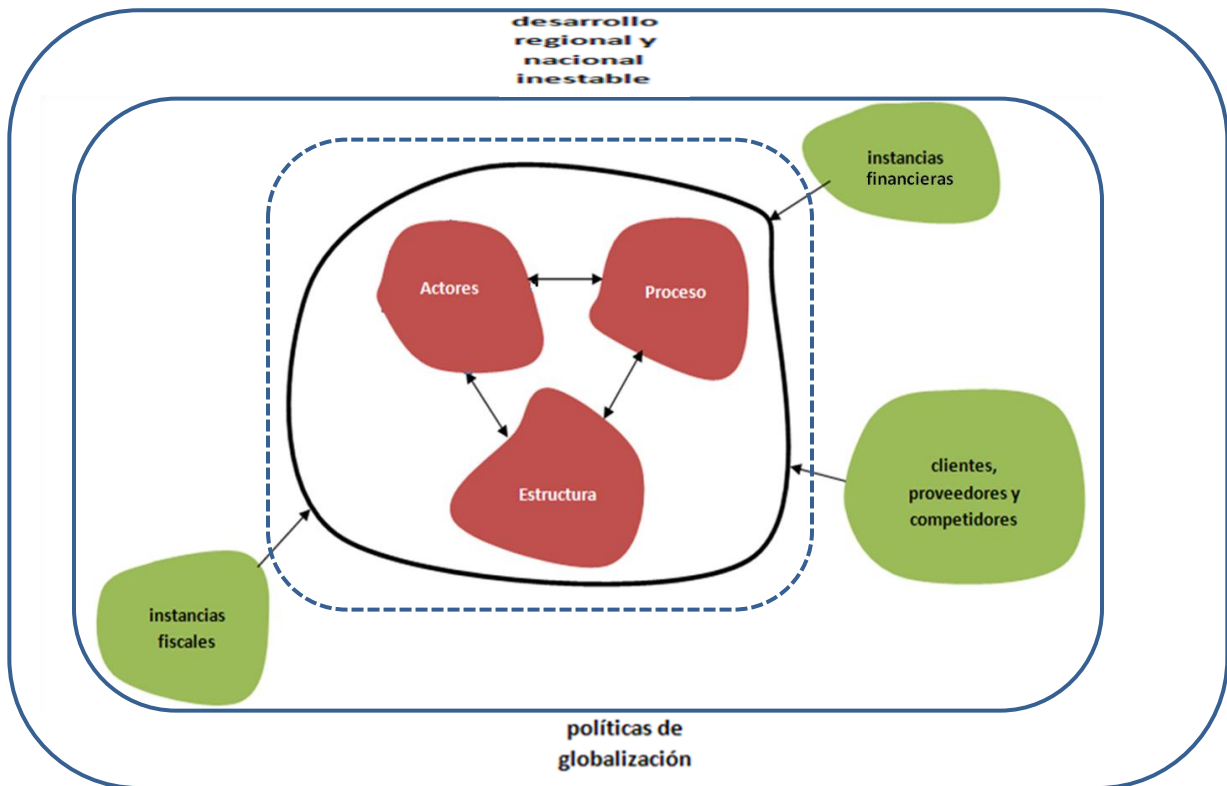 desarrollo
regional y
nacional
inestable
instancias
financieras
Actores
Proceso
Estructura
clientes,
proveedores y
competidores
instancias
fiscales
políticas de
globalización